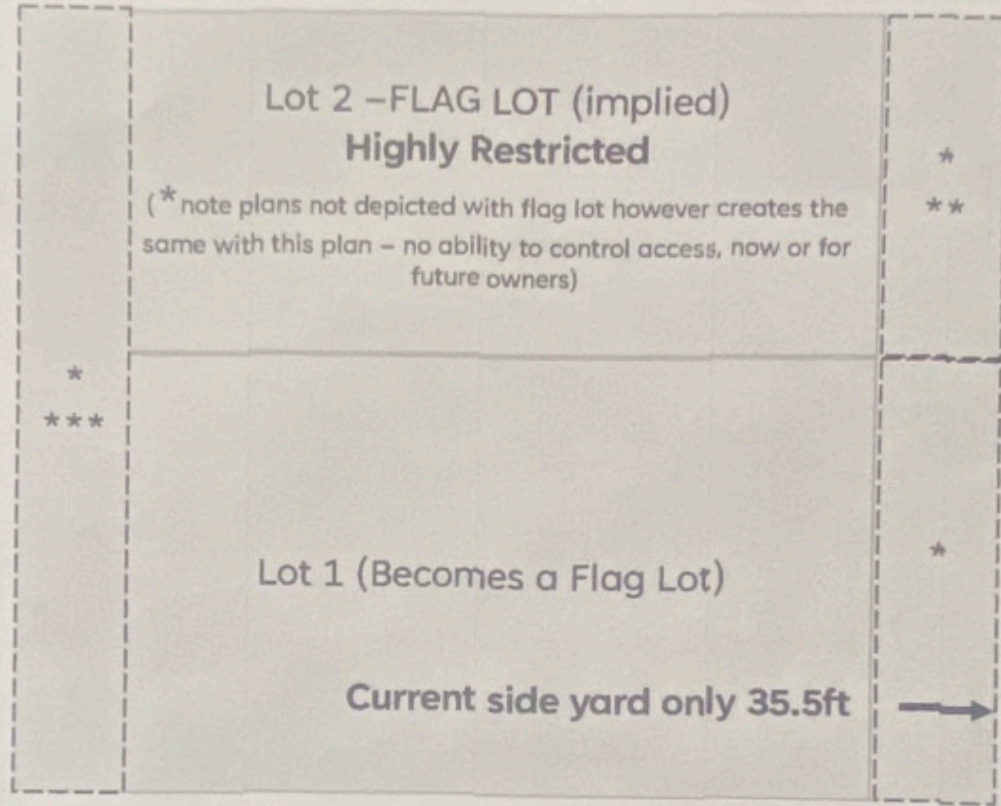 Lot 2 –FLAG LOT (implied)
Highly Restricted
(*note plans not depicted with flag lot however creates the
same with this plan – no ability to control access, now or for
future owners)
*
**
*
***
Lot 1 (Becomes a Flag Lot)
*
Current side yard only 35.5ft